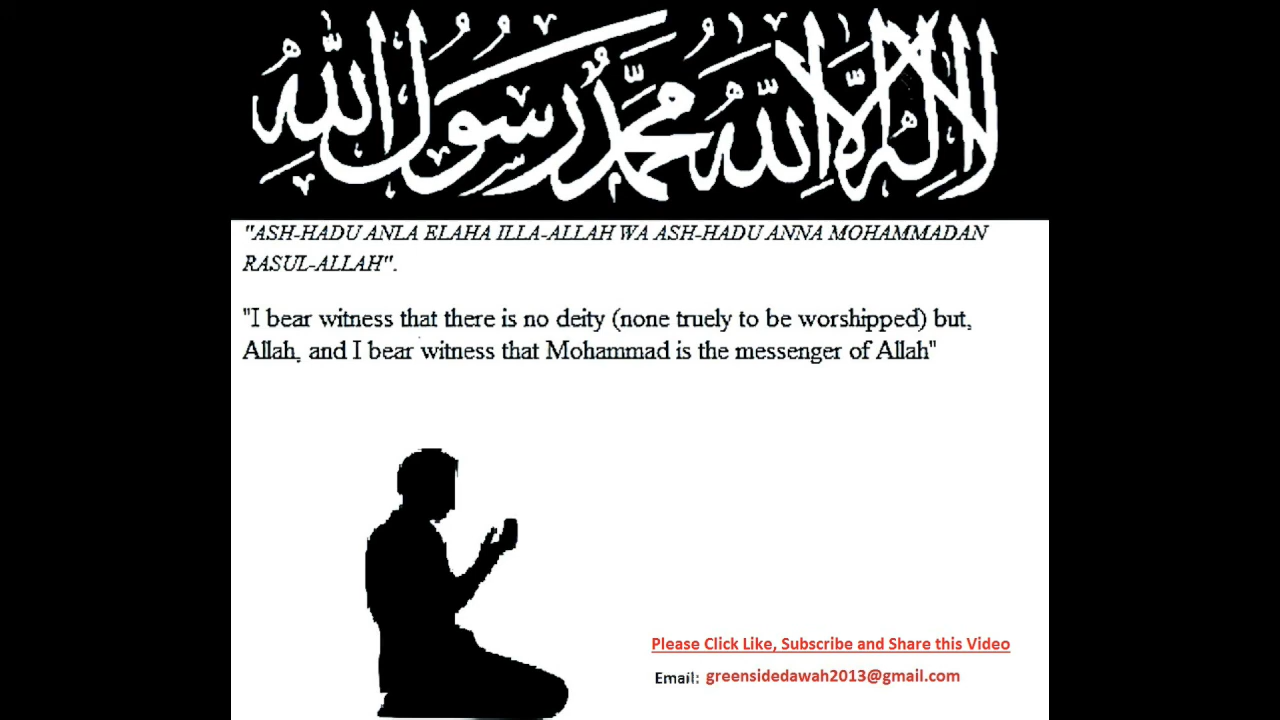 لا إله إلا الله محمد رسول الله
"ASH-HADU ANLA ELAHA ILLA-ALLAH WA ASH-HADU ANNA MOHAMMADAN
RASUL-ALLAH".
"I bear witness that there is no deity (none truely to be worshipped) but,
Allah, and I bear witness that Mohammad is the messenger of Allah"
Please Click Like, Subscribe and Share this Video
Email: greensidedawah2013@gmail.com